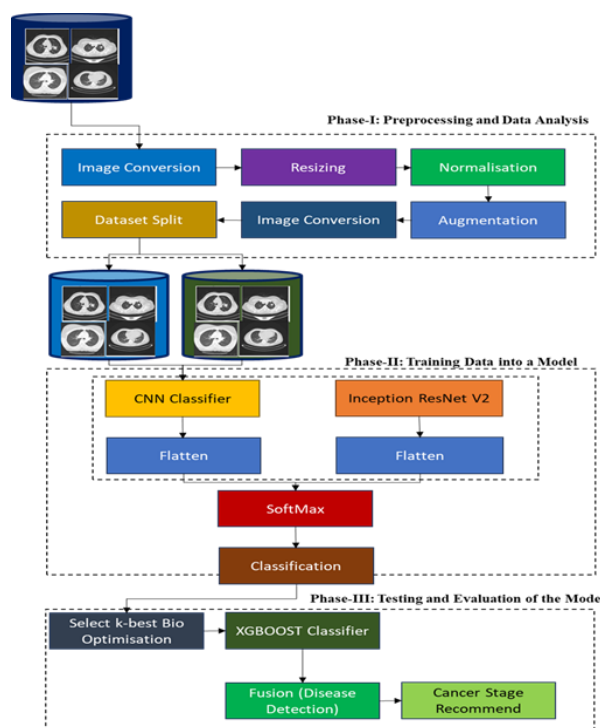 Phase-I: Preprocessing and Data Analysis
Image Conversion
Resizing
Normalisation
Dataset Split
Image Conversion
Augmentation
Phase-II: Training Data into a Model
CNN Classifier
Inception ResNet V2
Flatten
Flatten
SoftMax
Classification
Phase-III: Testing and Evaluation of the Mode
Select k-best Bio
Optimisation
XGBOOST Classifier
Fusion (Disease
Detection)
Cancer Stage
Recommend